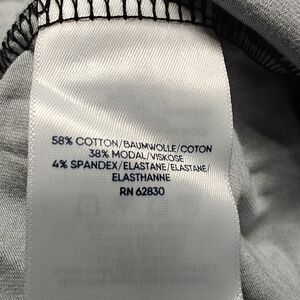 58% COTTON/BAUMWOLLE/COTON
38% MODAL/VISKOSE
4% SPANDEX/ELASTANE/ELASTANE/
ELASTHANNE
RN 62830